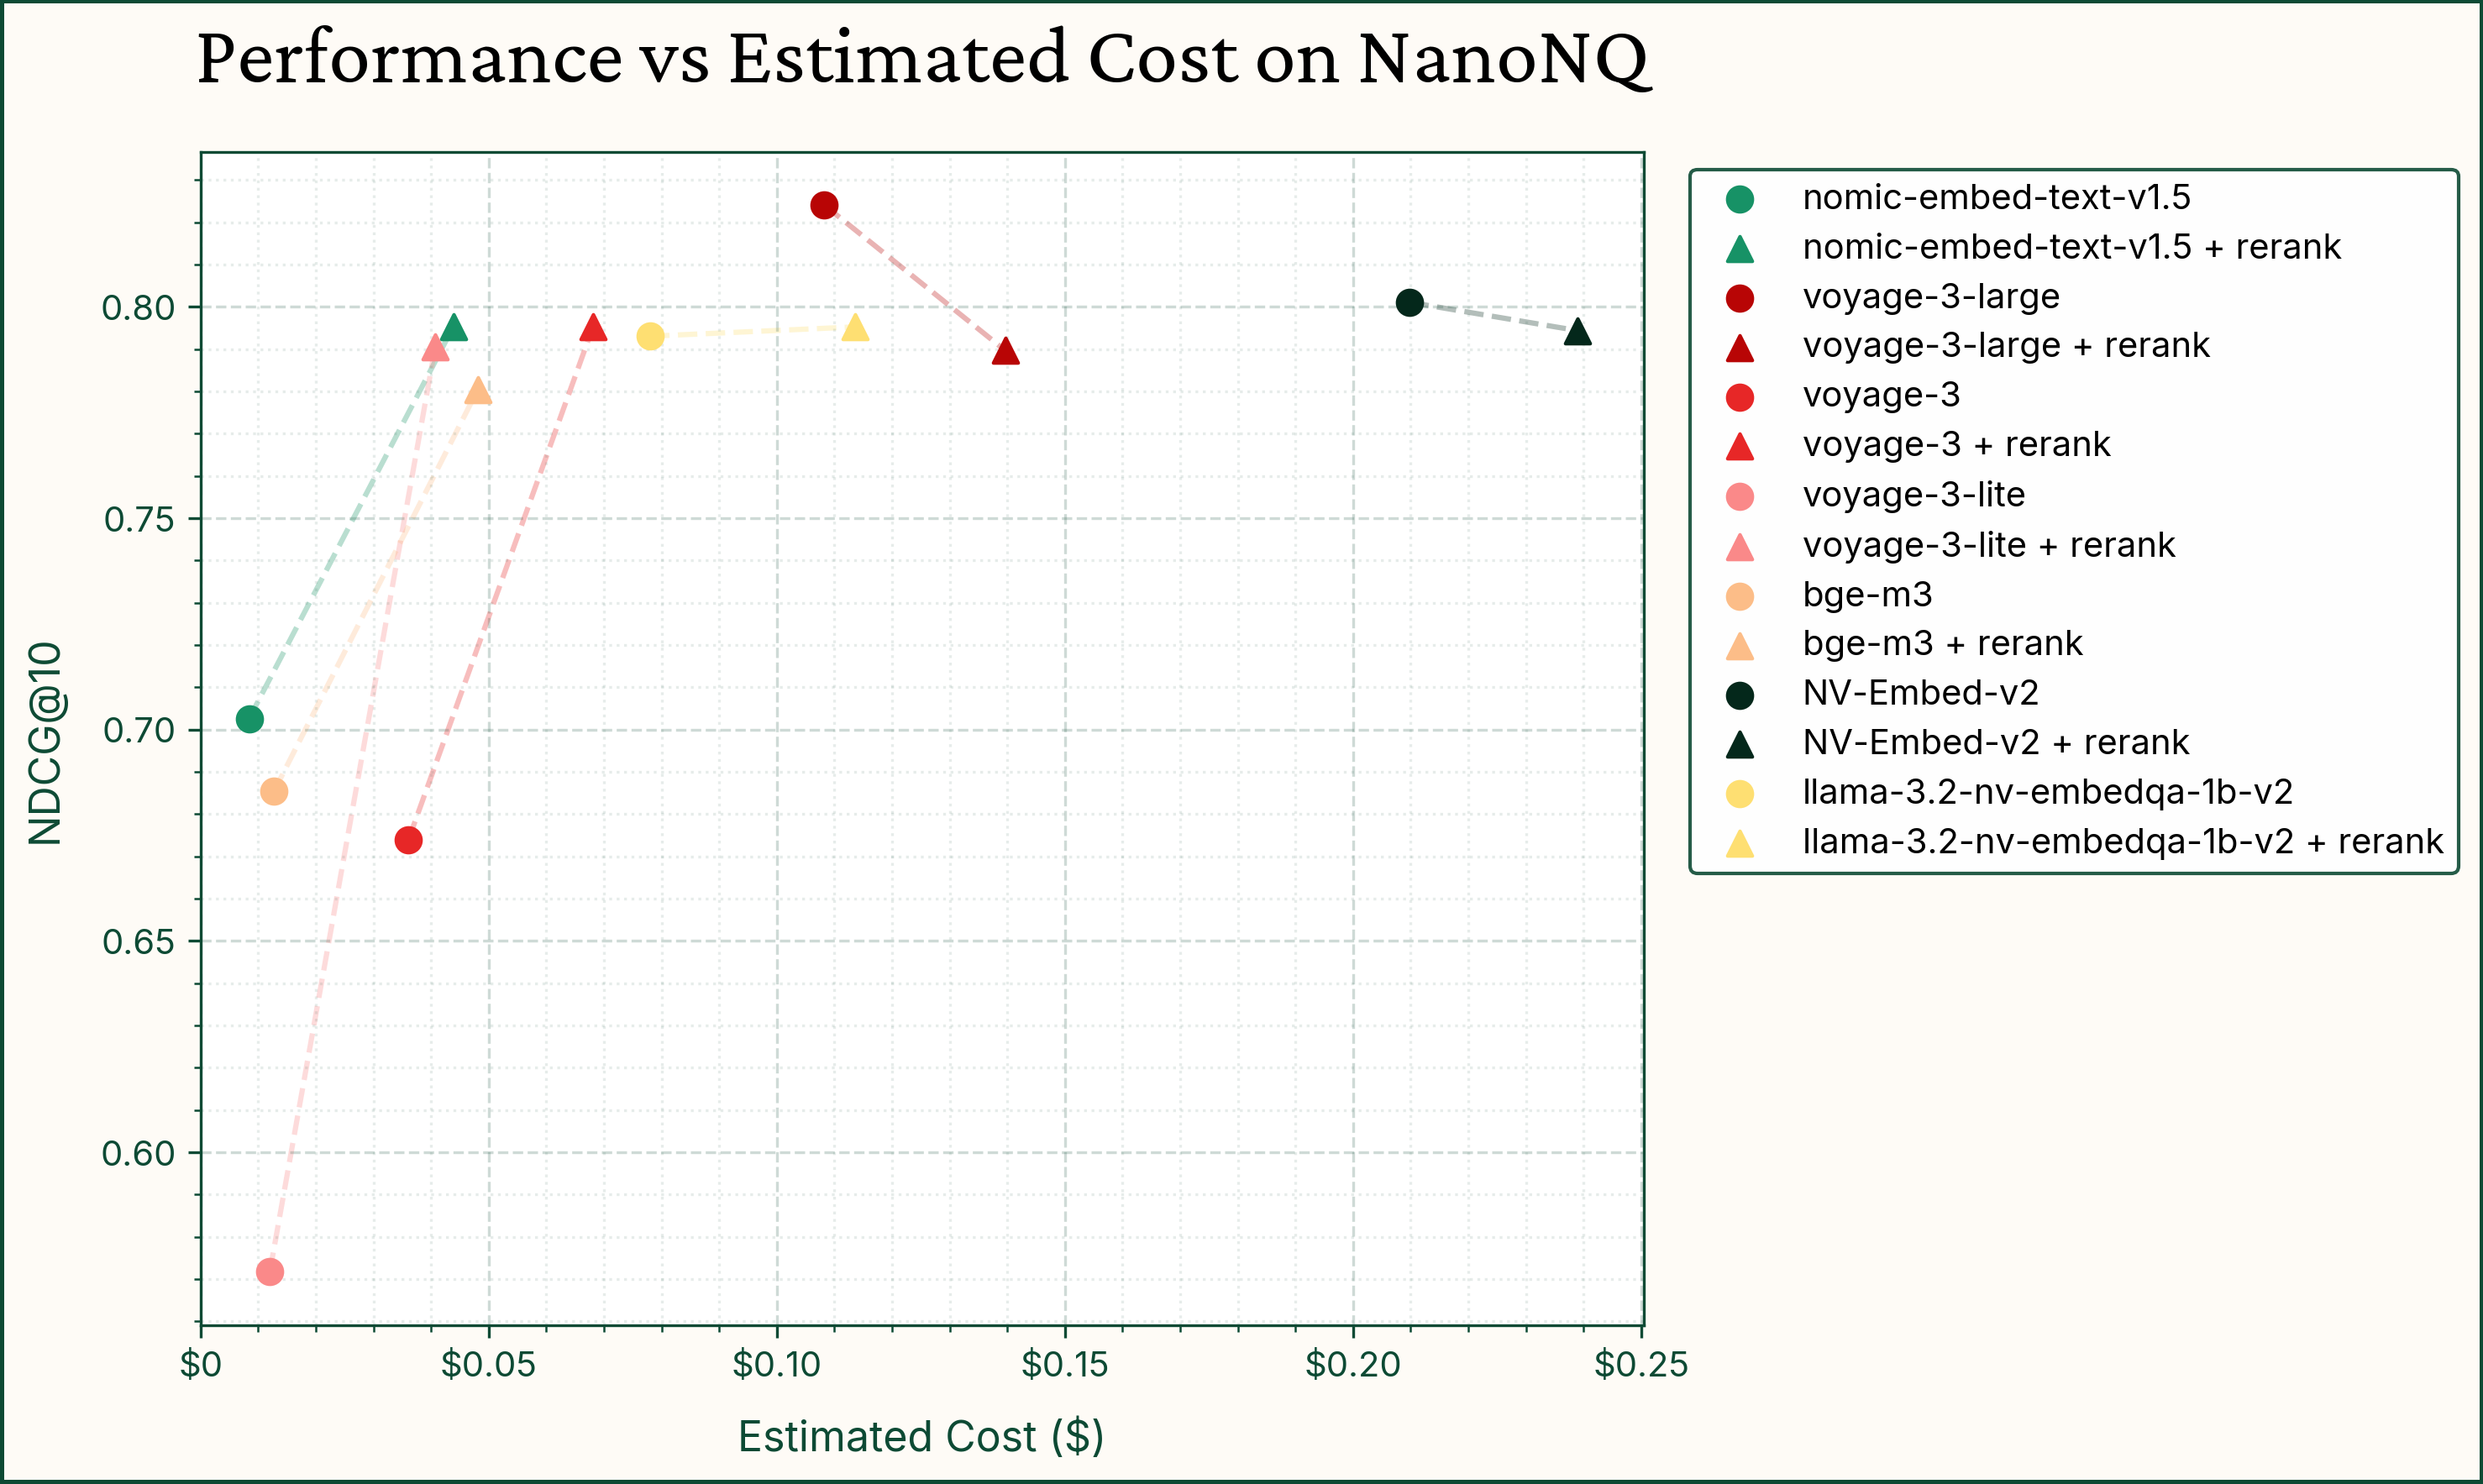 Performance vs Estimated Cost on NanoNQ
nomic-embed-text-v1.5
nomic-embed-text-v1.5 + rerank
voyage-3-large
voyage-3-large + rerank
voyage-3
voyage-3 + rerank
voyage-3-lite
voyage-3-lite + rerank
bge-m3
bge-m3 + rerank
NV-Embed-v2
NV-Embed-v2 + rerank
llama-3.2-nv-embedqa-1b-v2
llama-3.2-nv-embedqa-1b-v2 + rerank
NDCG@10
0.80
0.75
0.70
0.65
0.60
$0 $0.05 $0.10 $0.15 $0.20 $0.25
Estimated Cost ($)